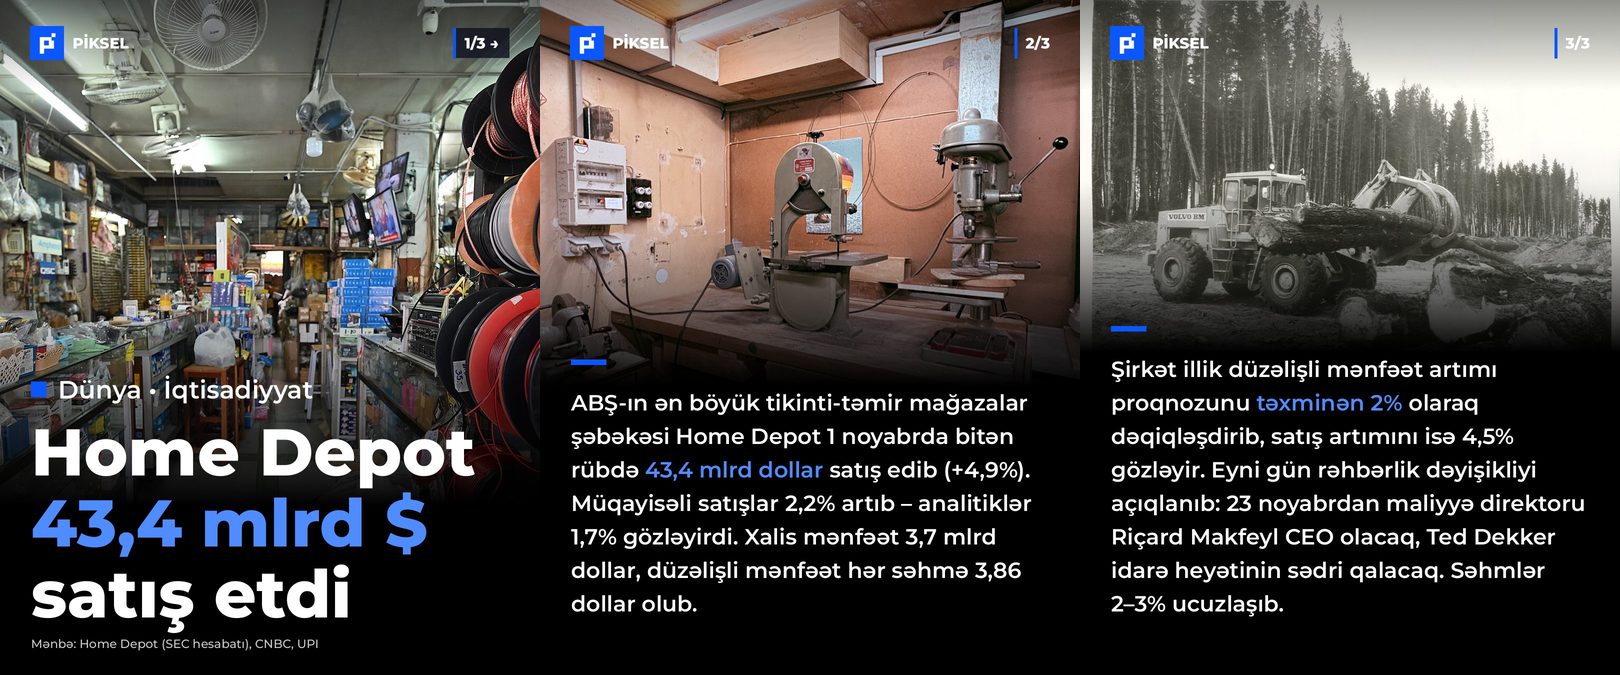 PİKSEL
1/3 →
Dünya • İqtisadiyyat
Home Depot
43,4 mlrd $
satış etdi
Mənbə: Home Depot (SEC hesabatı), CNBC, UPI
PİKSEL
2/3
ABŞ-ın ən böyük tikinti-təmir mağazalar
şəbəkəsi Home Depot 1 noyabrda bitən
rübdə 43,4 mlrd dollar satış edib (+4,9%).
Müqayisəli satışlar 2,2% artıb – analitiklər
1,7% gözləyirdi. Xalis mənfəət 3,7 mlrd
dollar, düzəlişli mənfəət hər səhmə 3,86
dollar olub.
PİKSEL
3/3
VOLVO BM
Şirkət illik düzəlişli mənfəət artımı
proqnozunu təxminən 2% olaraq
dəqiqləşdirib, satış artımını isə 4,5%
gözləyir. Eyni gün rəhbərlik dəyişikliyi
açıqlanıb: 23 noyabrdan maliyyə direktoru
Riçard Makfeyl CEO olacaq, Ted Dekker
idarə heyətinin sədri qalacaq. Səhmlər
2–3% ucuzlaşıb.